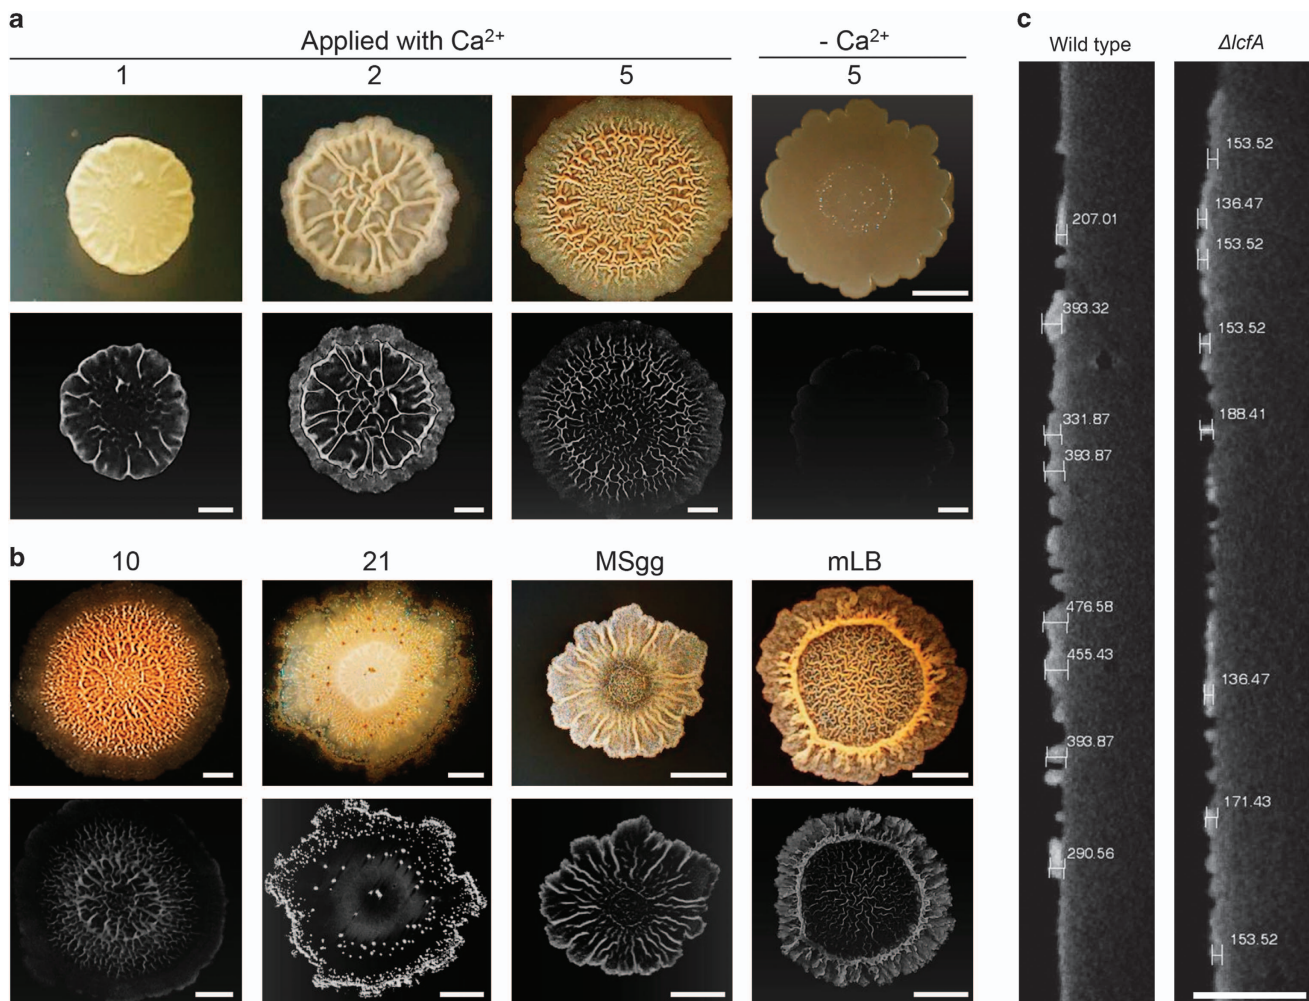 a
Applied with Ca²⁺
- Ca²⁺
1
2
5
5
b
10
21
MSgg
mLB
c
Wild type
ΔlcfA
207.01
393.32
331.87
393.87
476.58
455.43
393.87
290.56
153.52
136.47
153.52
153.52
188.41
136.47
171.43
153.52